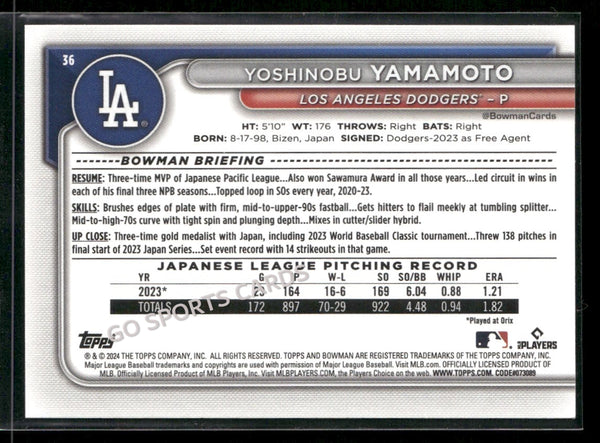 36
YOSHINOBU YAMAMOTO
LA
LOS ANGELES DODGERS® – P
@BowmanCards
HT: 5'10" WT: 176 THROWS: Right BATS: Right
BORN: 8-17-98, Bizen, Japan SIGNED: Dodgers-2023 as Free Agent
BOWMAN BRIEFING
RESUME: Three-time MVP of Japanese Pacific League...Also won Sawamura Award in all those years...Led circuit in wins in
each of his final three NPB seasons...Topped loop in SOs every year, 2020-23.
SKILLS: Brushes edges of plate with firm, mid-to-upper-90s fastball...Gets hitters to flail meekly at tumbling splitter...
Mid-to-high-70s curve with tight spin and plunging depth...Mixes in cutter/slider hybrid.
UP CLOSE: Three-time gold medalist with Japan, including 2023 World Baseball Classic tournament...Threw 138 pitches in
final start of 2023 Japan Series...Set event record with 14 strikeouts in that game.
JAPANESE LEAGUE PITCHING RECORD
YR G IP W-L SO SO/BB WHIP ERA
2023* 23 164 16-6 169 6.04 0.88 1.21
TOTALS 172 897 70-29 922 4.48 0.94 1.82
*Played at Orix
GO SPORTS CARDS
Topps
PLAYERS
® & © 2024 THE TOPPS COMPANY, INC. ALL RIGHTS RESERVED. TOPPS AND BOWMAN ARE REGISTERED TRADEMARKS OF THE TOPPS COMPANY, INC.
Major League Baseball trademarks and copyrights are used with permission of Major League Baseball. Visit MLB.com. OFFICIALLY LICENSED PRODUCT OF
MLB. Officially Licensed Product of MLB Players, Inc. Visit MLBPLAYERS.com, the Players Choice on the web. WWW.TOPPS.COM. CODE#073089